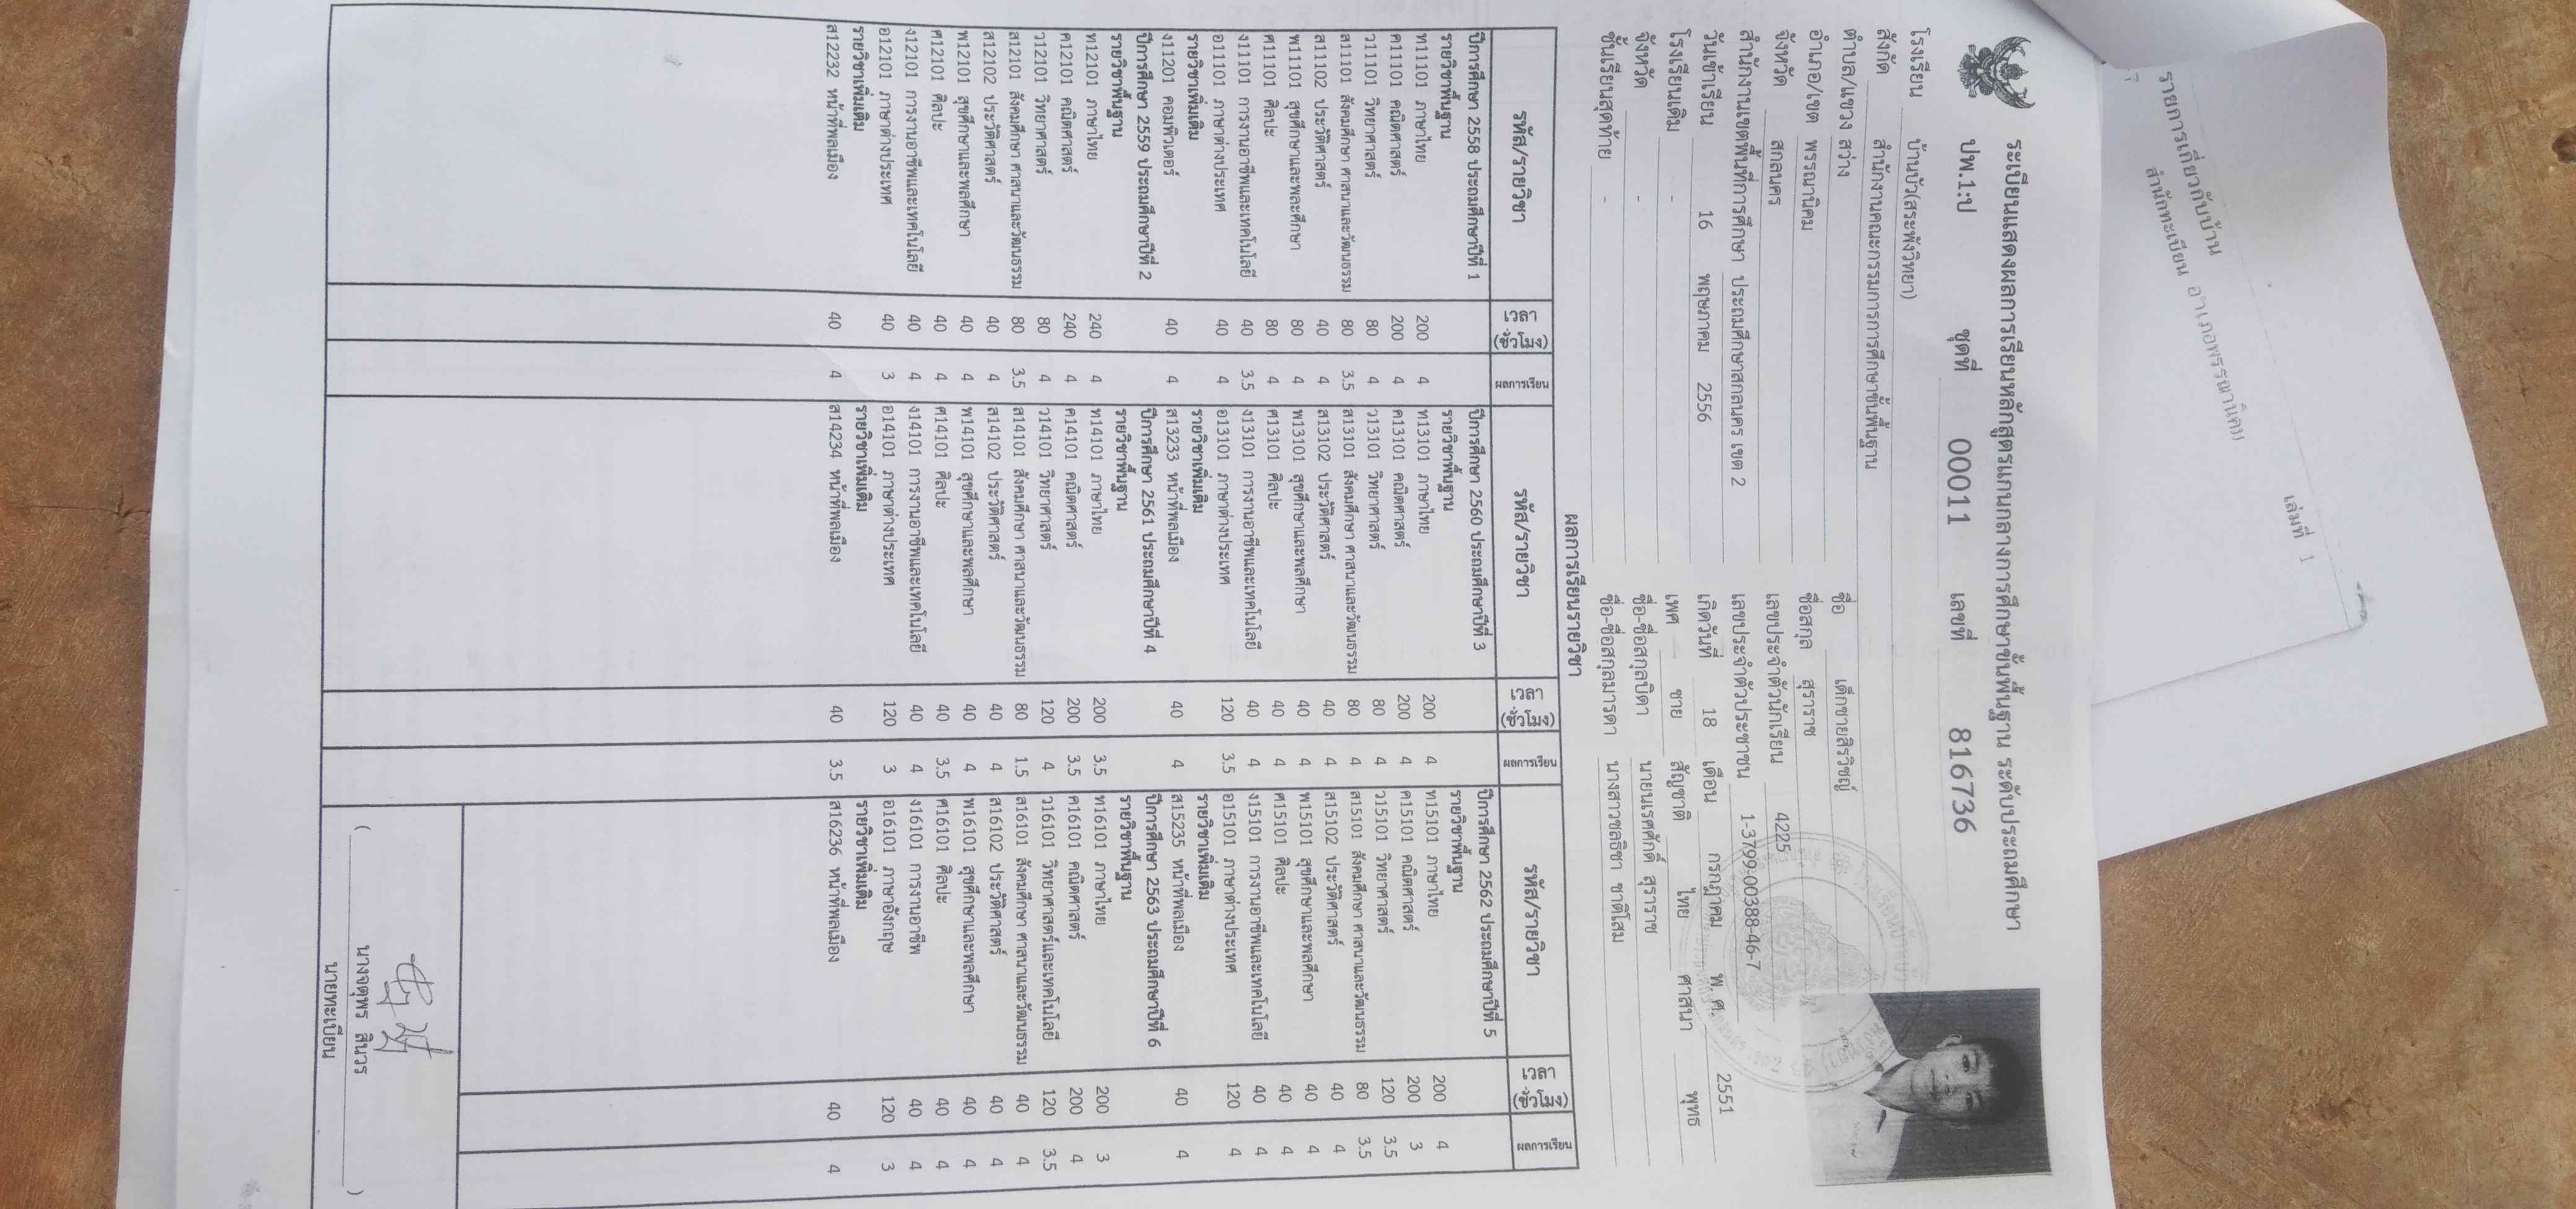 รายการเกี่ยวกับบ้าน
เล่มที่ 1
สำนักทะเบียน อำเภอพรรณานิคม
ระเบียนแสดงผลการเรียนหลักสูตรแกนกลางการศึกษาขั้นพื้นฐาน ระดับประถมศึกษา
ปพ.1:ป ชุดที่ 00011 เลขที่ 816736
โรงเรียน บ้านบัว(สระพังวิทยา)
สังกัด สำนักงานคณะกรรมการการศึกษาขั้นพื้นฐาน
ตำบล/แขวง สว่าง
อำเภอ/เขต พรรณานิคม
จังหวัด สกลนคร
สำนักงานเขตพื้นที่การศึกษา ประถมศึกษาสกลนคร เขต 2
วันเข้าเรียน 16 พฤษภาคม 2556
โรงเรียนเดิม -
จังหวัด -
ชั้นเรียนสุดท้าย -
ชื่อ เด็กชายสิรวิชญ์
ชื่อสกุล สุราราช
เลขประจำตัวนักเรียน 4225
เลขประจำตัวประชาชน 1-3799-00388-46-7
เกิดวันที่ 18 เดือน กรกฎาคม พ.ศ. 2551
เพศ ชาย สัญชาติ ไทย ศาสนา พุทธ
ชื่อ-ชื่อสกุลบิดา นายนเรศศักดิ์ สุราราช
ชื่อ-ชื่อสกุลมารดา นางสาวชลธิชา ชาติโสม
ผลการเรียนรายวิชา
รหัส/รายวิชา เวลา (ชั่วโมง) ผลการเรียน
ปีการศึกษา 2558 ประถมศึกษาปีที่ 1
รายวิชาพื้นฐาน
ท11101 ภาษาไทย 200 4
ค11101 คณิตศาสตร์ 200 4
ว11101 วิทยาศาสตร์ 80 4
ส11101 สังคมศึกษา ศาสนาและวัฒนธรรม 80 3.5
ส11102 ประวัติศาสตร์ 40 4
พ11101 สุขศึกษาและพละศึกษา 80 4
ศ11101 ศิลปะ 80 4
ง11101 การงานอาชีพและเทคโนโลยี 40 3.5
อ11101 ภาษาต่างประเทศ 40 4
รายวิชาเพิ่มเติม
ง11201 คอมพิวเตอร์ 40 4
ปีการศึกษา 2559 ประถมศึกษาปีที่ 2
รายวิชาพื้นฐาน
ท12101 ภาษาไทย 240 4
ค12101 คณิตศาสตร์ 240 4
ว12101 วิทยาศาสตร์ 80 4
ส12101 สังคมศึกษา ศาสนาและวัฒนธรรม 80 3.5
ส12102 ประวัติศาสตร์ 40 4
พ12101 สุขศึกษาและพลศึกษา 40 4
ศ12101 ศิลปะ 40 4
ง12101 การงานอาชีพและเทคโนโลยี 40 4
อ12101 ภาษาต่างประเทศ 40 3
รายวิชาเพิ่มเติม
ส12232 หน้าที่พลเมือง 40 4
รหัส/รายวิชา เวลา (ชั่วโมง) ผลการเรียน
ปีการศึกษา 2560 ประถมศึกษาปีที่ 3
รายวิชาพื้นฐาน
ท13101 ภาษาไทย 200 4
ค13101 คณิตศาสตร์ 200 4
ว13101 วิทยาศาสตร์ 80 4
ส13101 สังคมศึกษา ศาสนาและวัฒนธรรม 80 4
ส13102 ประวัติศาสตร์ 40 4
พ13101 สุขศึกษาและพลศึกษา 40 4
ศ13101 ศิลปะ 40 4
ง13101 การงานอาชีพและเทคโนโลยี 40 4
อ13101 ภาษาต่างประเทศ 120 3.5
รายวิชาเพิ่มเติม
ส13233 หน้าที่พลเมือง 40 4
ปีการศึกษา 2561 ประถมศึกษาปีที่ 4
รายวิชาพื้นฐาน
ท14101 ภาษาไทย 200 3.5
ค14101 คณิตศาสตร์ 200 3.5
ว14101 วิทยาศาสตร์ 120 4
ส14101 สังคมศึกษา ศาสนาและวัฒนธรรม 80 1.5
ส14102 ประวัติศาสตร์ 40 4
พ14101 สุขศึกษาและพลศึกษา 40 4
ศ14101 ศิลปะ 40 3.5
ง14101 การงานอาชีพและเทคโนโลยี 40 4
อ14101 ภาษาต่างประเทศ 120 3
รายวิชาเพิ่มเติม
ส14234 หน้าที่พลเมือง 40 3.5
รหัส/รายวิชา เวลา (ชั่วโมง) ผลการเรียน
ปีการศึกษา 2562 ประถมศึกษาปีที่ 5
รายวิชาพื้นฐาน
ท15101 ภาษาไทย 200 4
ค15101 คณิตศาสตร์ 200 3
ว15101 วิทยาศาสตร์ 120 3.5
ส15101 สังคมศึกษา ศาสนาและวัฒนธรรม 80 3.5
ส15102 ประวัติศาสตร์ 40 4
พ15101 สุขศึกษาและพลศึกษา 40 4
ศ15101 ศิลปะ 40 4
ง15101 การงานอาชีพและเทคโนโลยี 40 4
อ15101 ภาษาต่างประเทศ 120 4
รายวิชาเพิ่มเติม
ส15235 หน้าที่พลเมือง 40 4
ปีการศึกษา 2563 ประถมศึกษาปีที่ 6
รายวิชาพื้นฐาน
ท16101 ภาษาไทย 200 3
ค16101 คณิตศาสตร์ 200 4
ว16101 วิทยาศาสตร์และเทคโนโลยี 120 3.5
ส16101 สังคมศึกษา ศาสนาและวัฒนธรรม 40 4
ส16102 ประวัติศาสตร์ 40 4
พ16101 สุขศึกษาและพลศึกษา 40 4
ศ16101 ศิลปะ 40 4
ง16101 การงานอาชีพ 40 4
อ16101 ภาษาอังกฤษ 120 3
รายวิชาเพิ่มเติม
ส16236 หน้าที่พลเมือง 40 4
( นางจตุพร สินวร )
นายทะเบียน